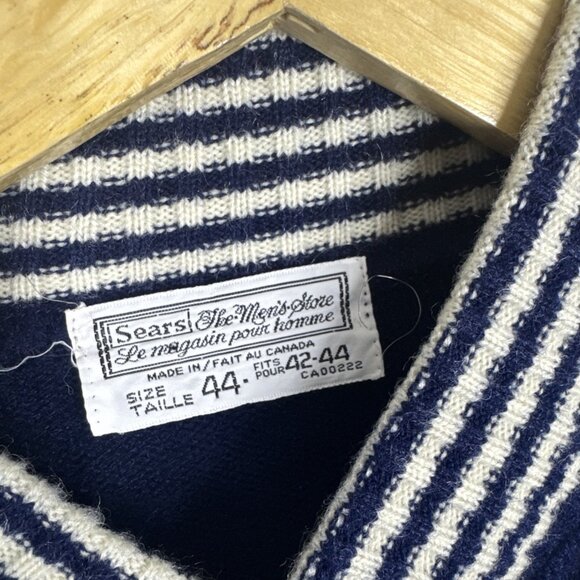 Sears The Men's Store
Le magasin pour homme
MADE IN/FAIT AU CANADA
SIZE TAILLE 44. FITS POUR 42-44
CA00222